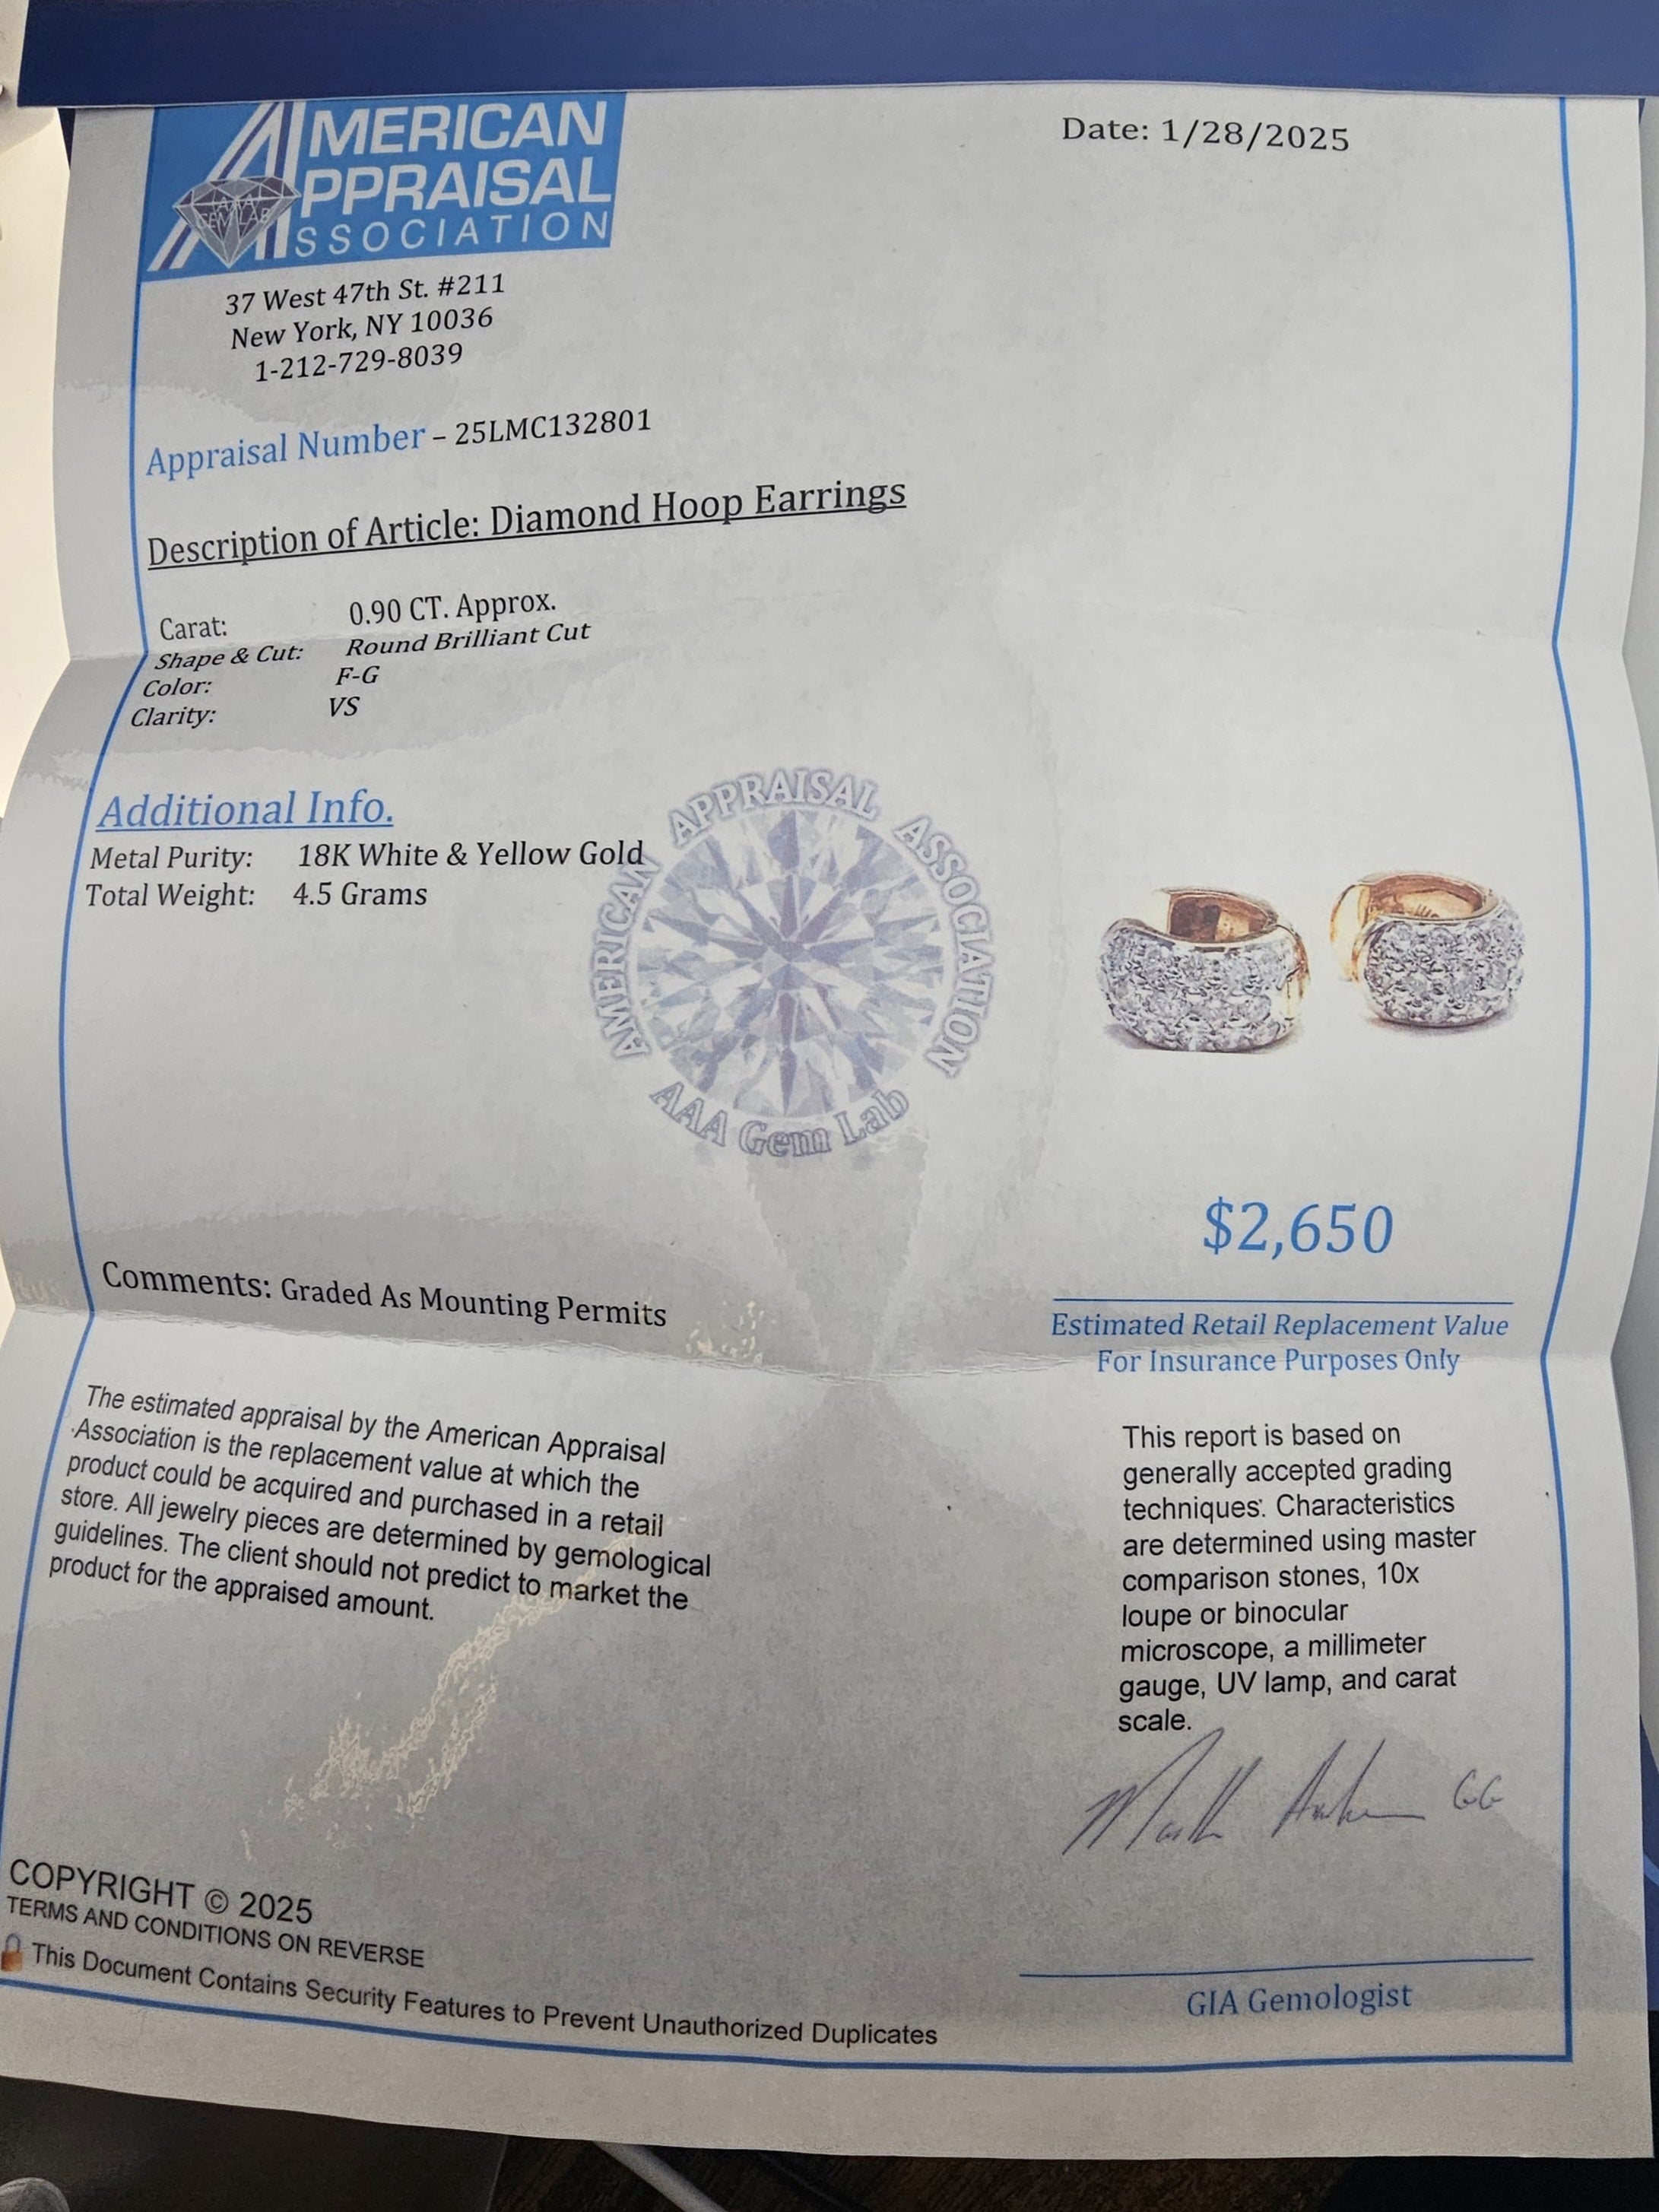 AMERICAN
APPRAISAL
ASSOCIATION
AAA
GEM LAB
Date: 1/28/2025
37 West 47th St. #211
New York, NY 10036
1-212-729-8039
Appraisal Number – 25LMC132801
Description of Article: Diamond Hoop Earrings
Carat: 0.90 CT. Approx.
Shape & Cut: Round Brilliant Cut
Color: F-G
Clarity: VS
Additional Info.
Metal Purity: 18K White & Yellow Gold
Total Weight: 4.5 Grams
AMERICAN APPRAISAL ASSOCIATION
AAA Gem Lab
$2,650
Estimated Retail Replacement Value
For Insurance Purposes Only
Comments: Graded As Mounting Permits
The estimated appraisal by the American Appraisal
Association is the replacement value at which the
product could be acquired and purchased in a retail
store. All jewelry pieces are determined by gemological
guidelines. The client should not predict to market the
product for the appraised amount.
This report is based on
generally accepted grading
techniques. Characteristics
are determined using master
comparison stones, 10x
loupe or binocular
microscope, a millimeter
gauge, UV lamp, and carat
scale.
GG
GIA Gemologist
COPYRIGHT © 2025
TERMS AND CONDITIONS ON REVERSE
This Document Contains Security Features to Prevent Unauthorized Duplicates